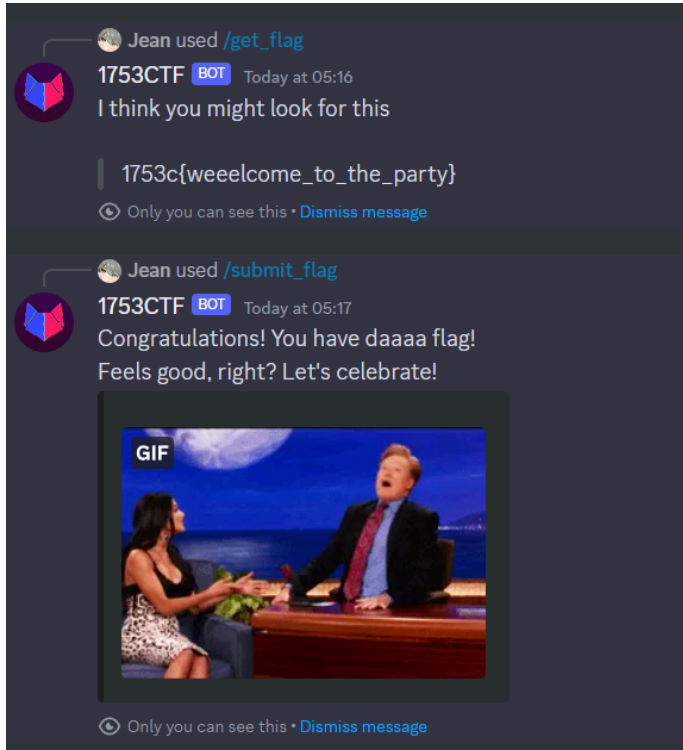 Jean used /get_flag
1753CTF BOT Today at 05:16
I think you might look for this
1753c{weeelcome_to_the_party}
Only you can see this • Dismiss message
Jean used /submit_flag
1753CTF BOT Today at 05:17
Congratulations! You have daaaa flag!
Feels good, right? Let's celebrate!
GIF
Only you can see this • Dismiss message